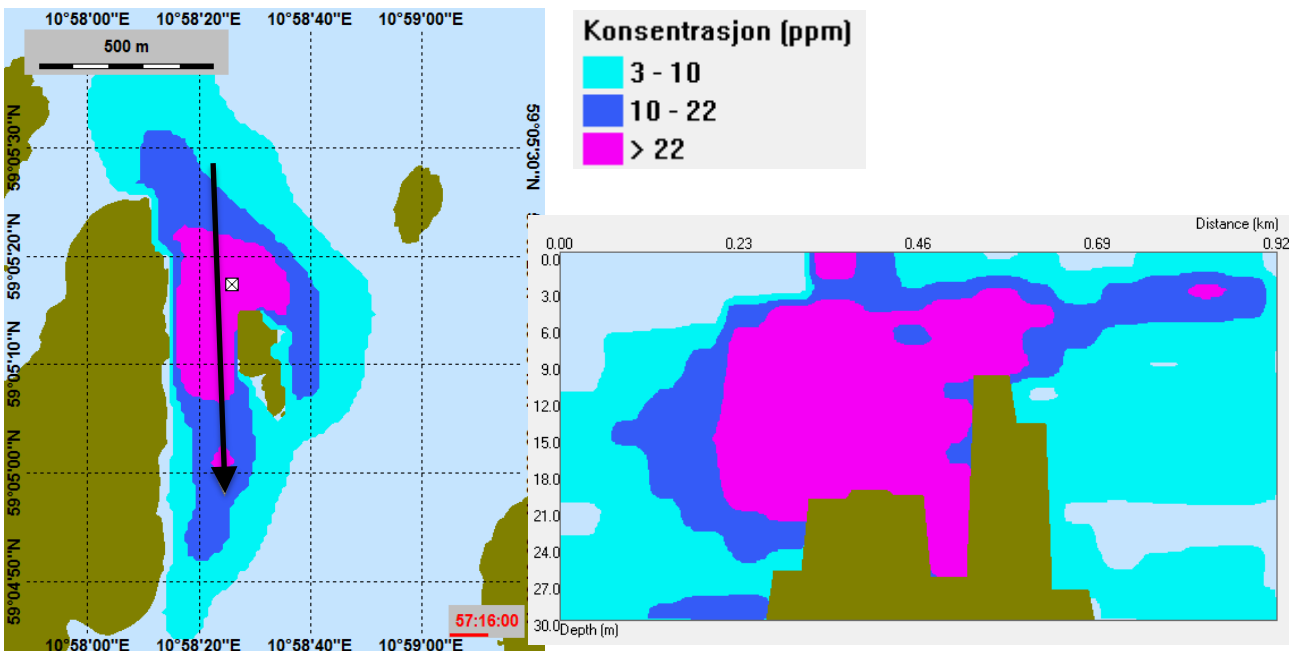 10°58'00"E 10°58'20"E 10°58'40"E 10°59'00"E
500 m
59°05'30"N
59°05'20"N
59°05'10"N
59°05'00"N
59°04'50"N
59°05'30"N
57:16:00
10°58'00"E 10°58'20"E 10°58'40"E 10°59'00"E
Konsentrasjon (ppm)
3 - 10
10 - 22
> 22
Distance (km)
0.00 0.23 0.46 0.69 0.92
0.0
3.0
6.0
9.0
12.0
15.0
18.0
21.0
24.0
27.0
30.0
Depth (m)